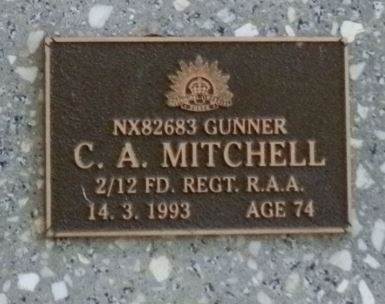 NX82683 GUNNER
C. A. MITCHELL
2/12 FD. REGT. R.A.A.
14. 3. 1993 AGE 74